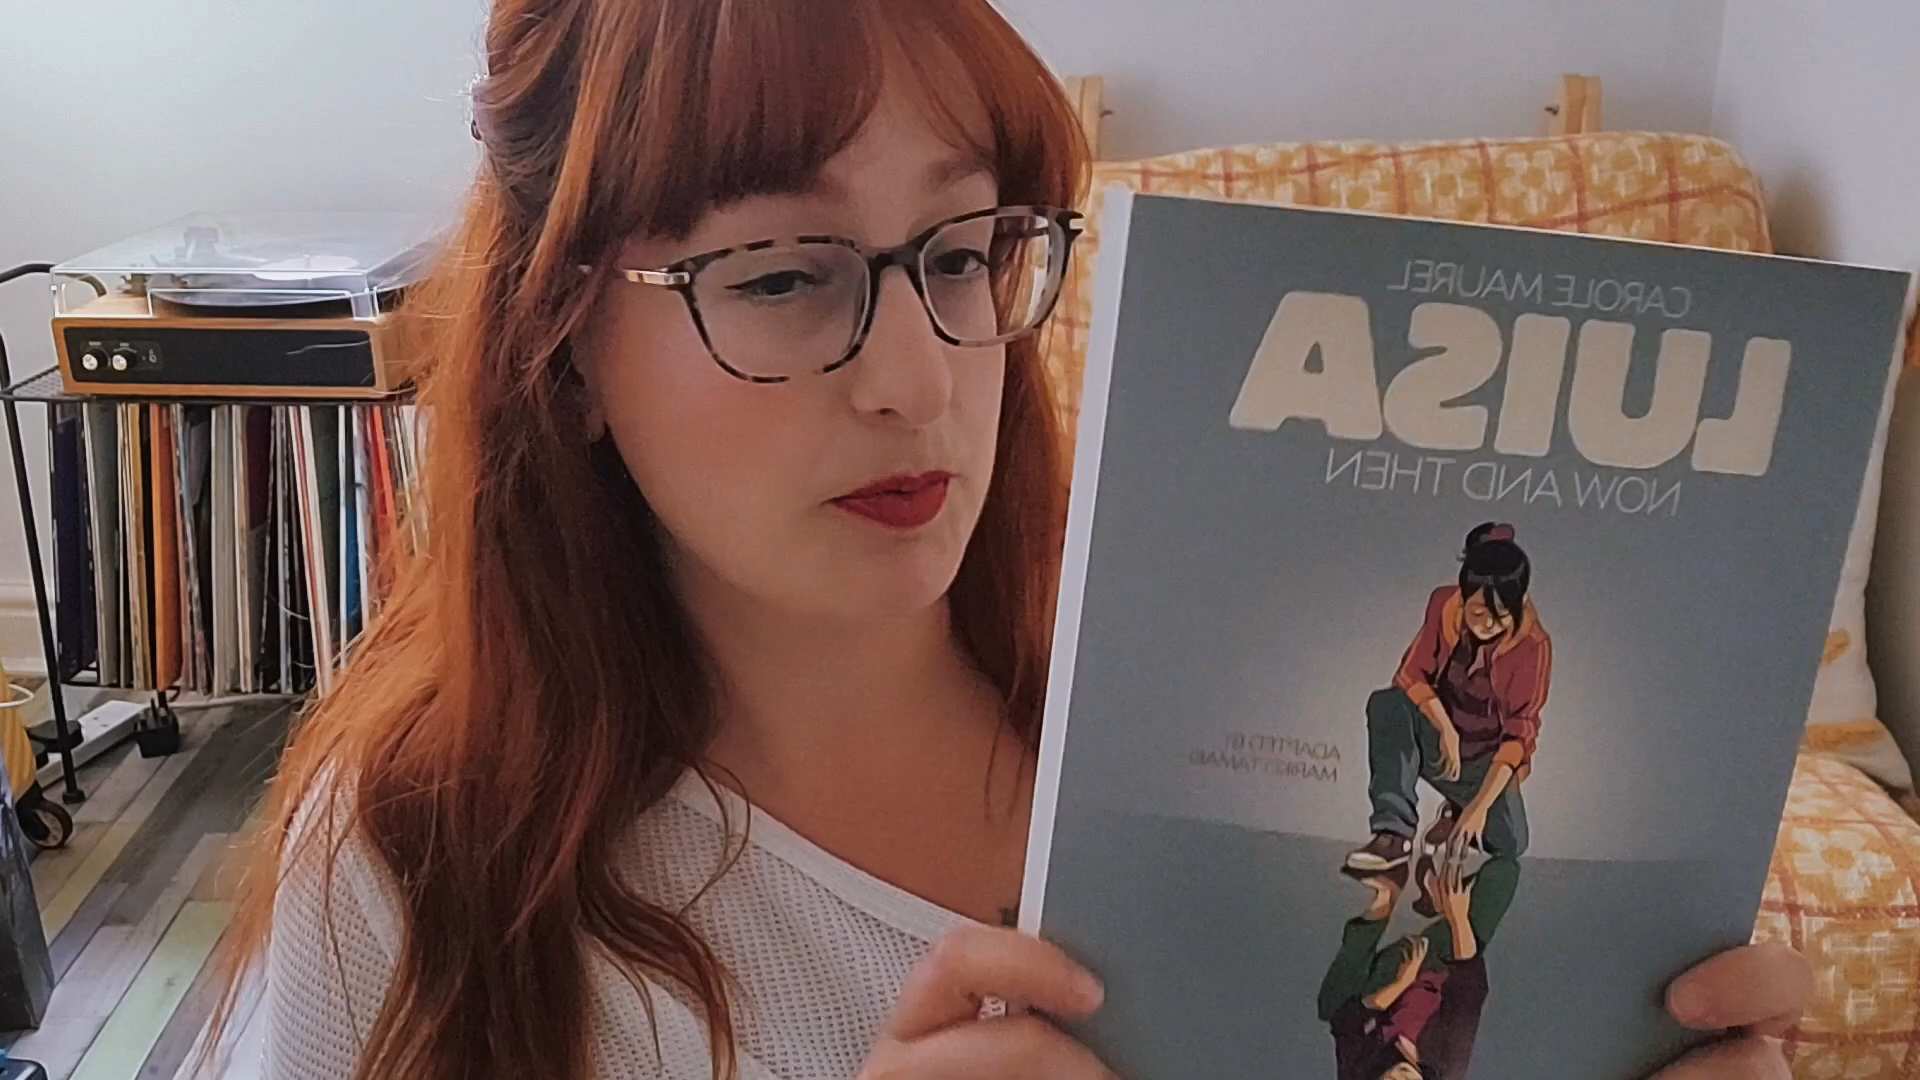 CAROLE MAUREL
LUISA
NOW AND THEN
ADAPTED BY
MARIKO TAMAKI